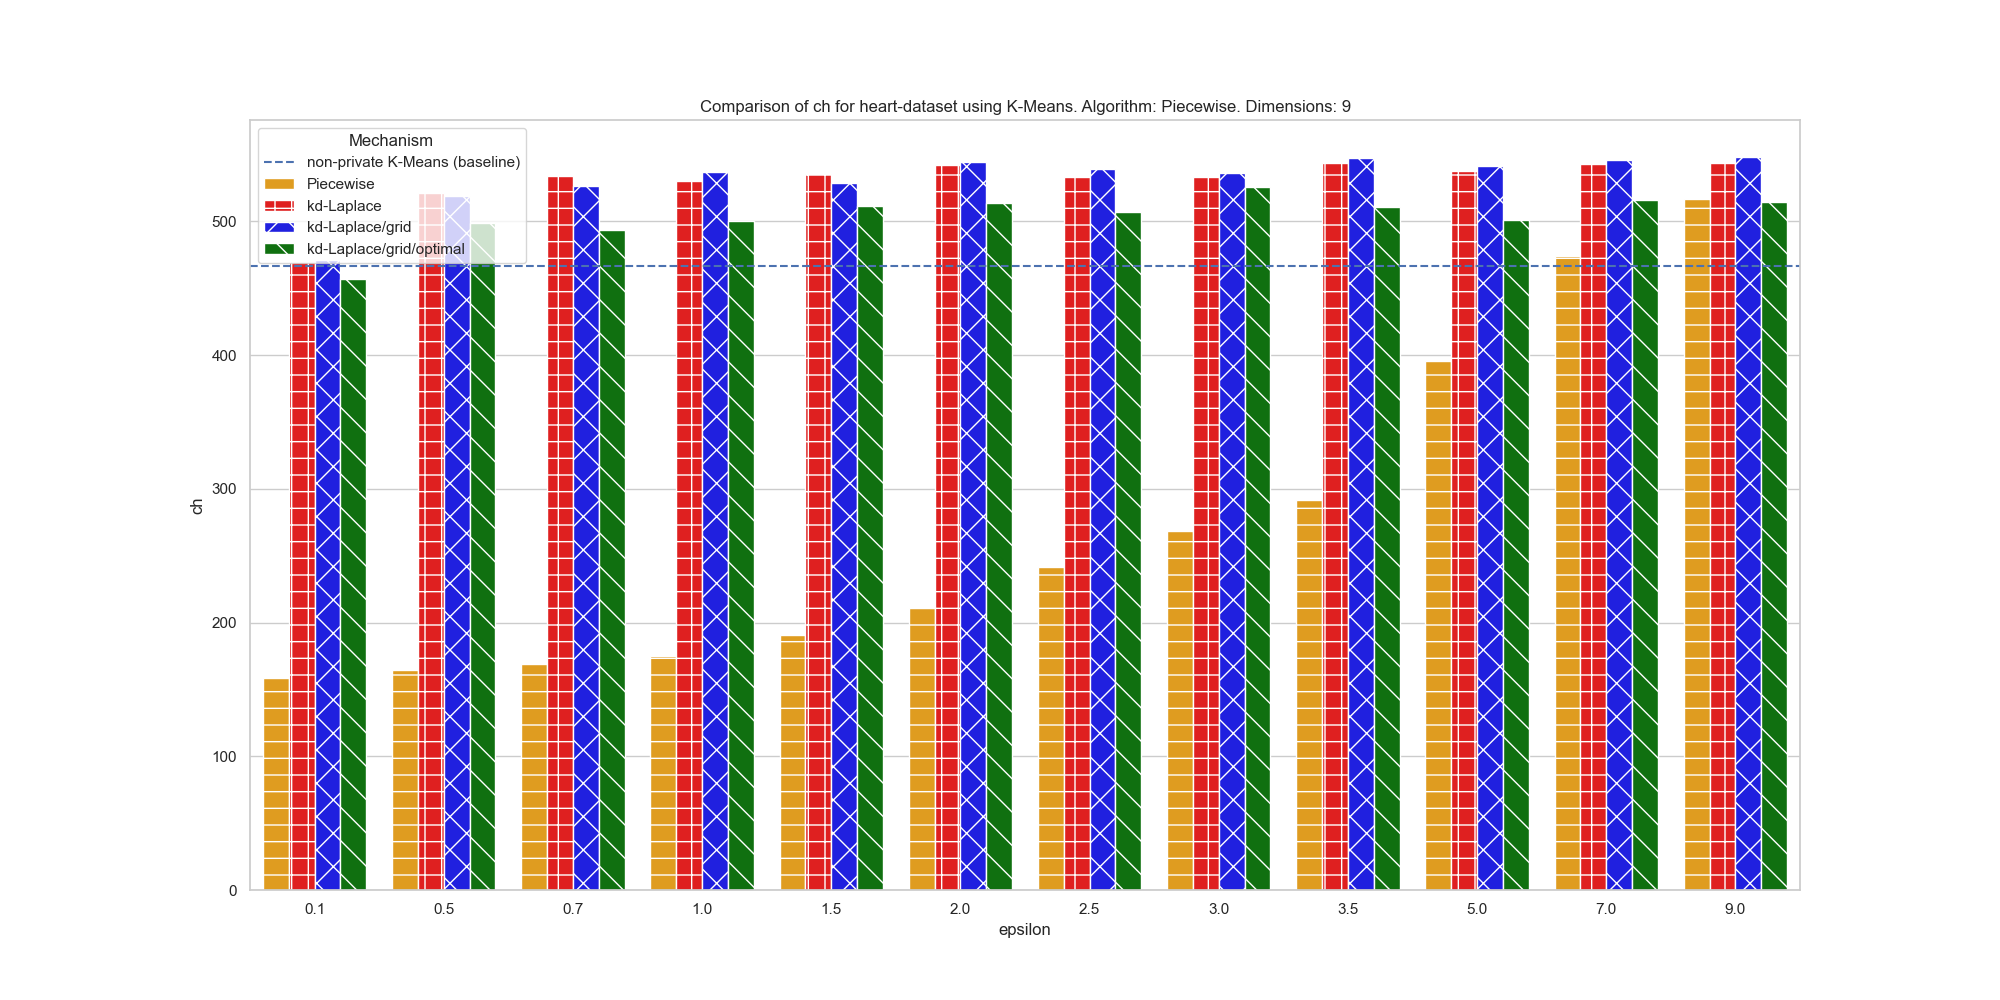 Comparison of ch for heart-dataset using K-Means. Algorithm: Piecewise. Dimensions: 9
Mechanism
non-private K-Means (baseline)
Piecewise
kd-Laplace
kd-Laplace/grid
kd-Laplace/grid/optimal
500
400
300
200
100
0
ch
0.1 0.5 0.7 1.0 1.5 2.0 2.5 3.0 3.5 5.0 7.0 9.0
epsilon